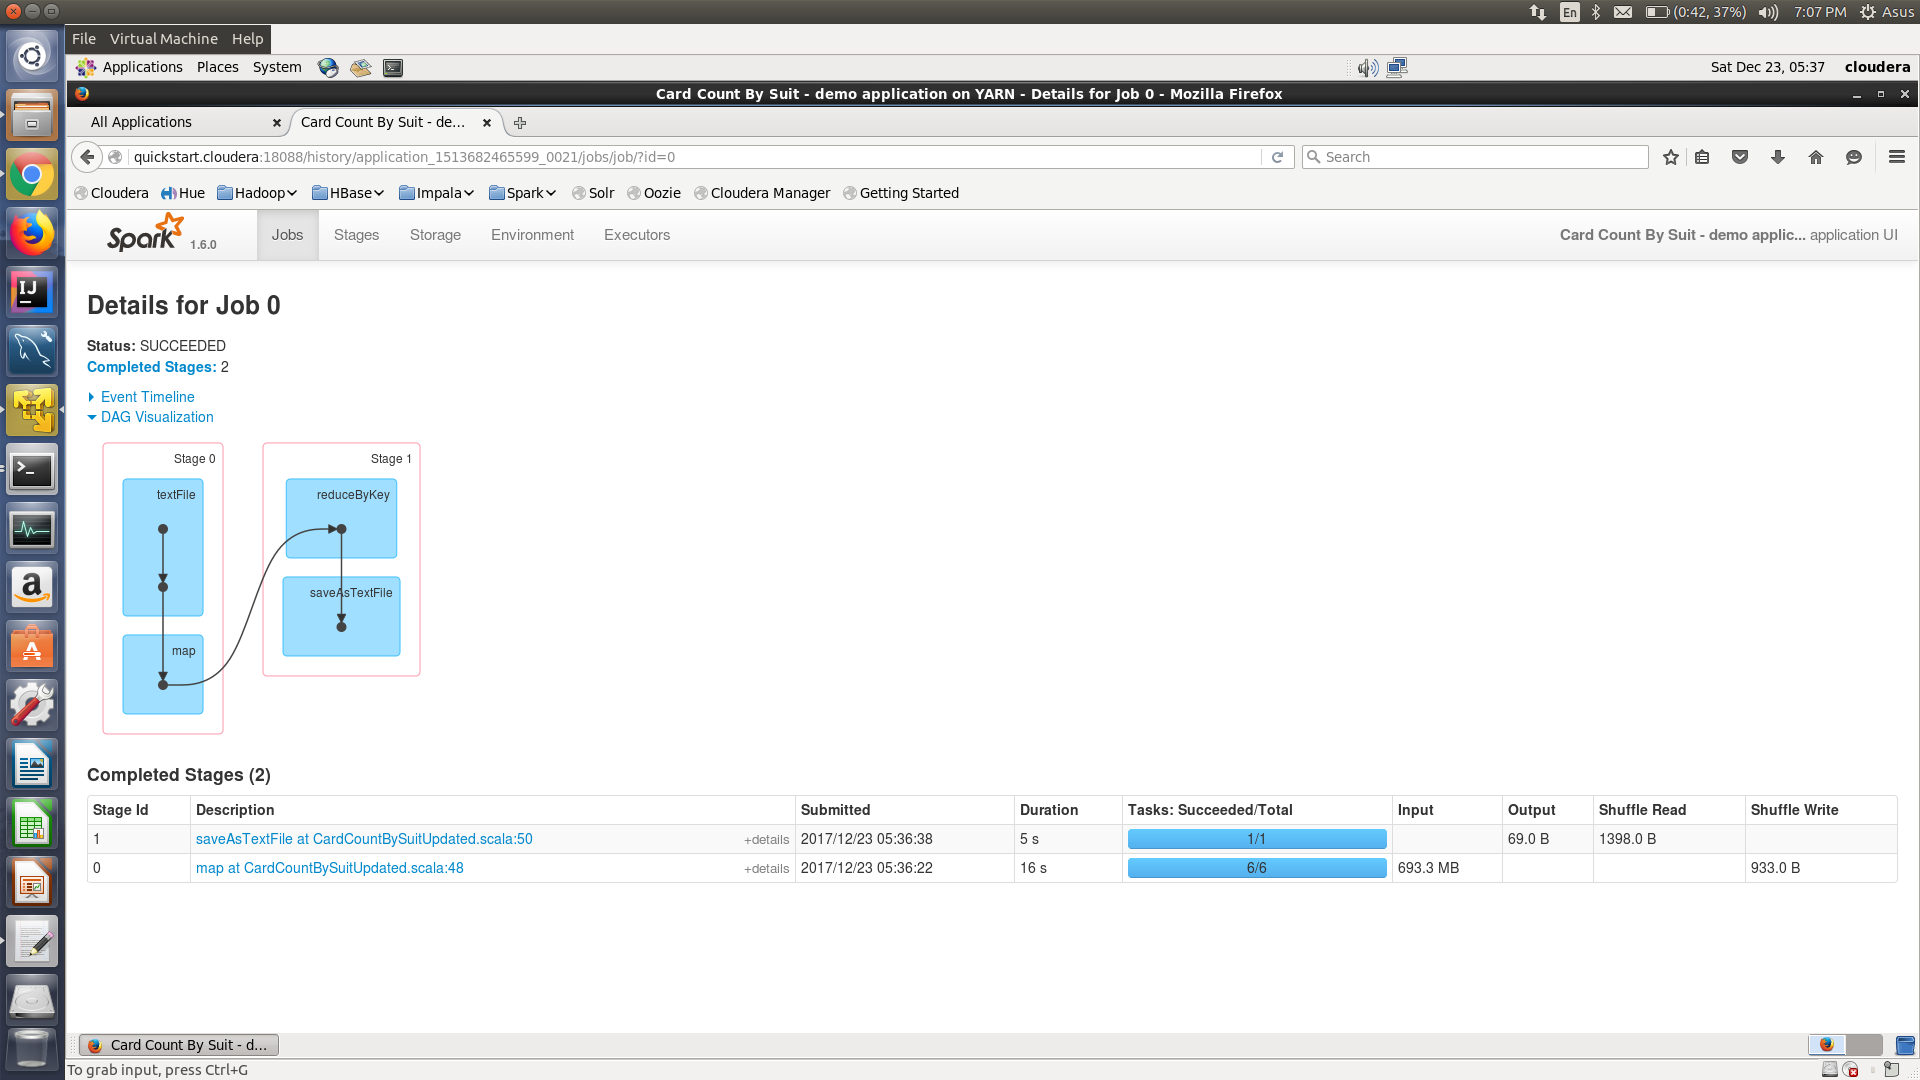 En (0:42, 37%) 7:07 PM Asus
File Virtual Machine Help
Applications Places System Sat Dec 23, 05:37 cloudera
Card Count By Suit - demo application on YARN - Details for Job 0 - Mozilla Firefox
All Applications Card Count By Suit - de...
quickstart.cloudera:18088/history/application_1513682465599_0021/jobs/job/?id=0 Search
Cloudera Hue Hadoop HBase Impala Spark Solr Oozie Cloudera Manager Getting Started
Spark 1.6.0 Jobs Stages Storage Environment Executors Card Count By Suit - demo applic... application UI
Details for Job 0
Status: SUCCEEDED
Completed Stages: 2
Event Timeline
DAG Visualization
Stage 0 Stage 1
textFile reduceByKey
saveAsTextFile
map
Completed Stages (2)
Stage Id Description Submitted Duration Tasks: Succeeded/Total Input Output Shuffle Read Shuffle Write
1 saveAsTextFile at CardCountBySuitUpdated.scala:50 +details 2017/12/23 05:36:38 5 s 1/1 69.0 B 1398.0 B
0 map at CardCountBySuitUpdated.scala:48 +details 2017/12/23 05:36:22 16 s 6/6 693.3 MB 933.0 B
Card Count By Suit - d...
To grab input, press Ctrl+G
IJ
a